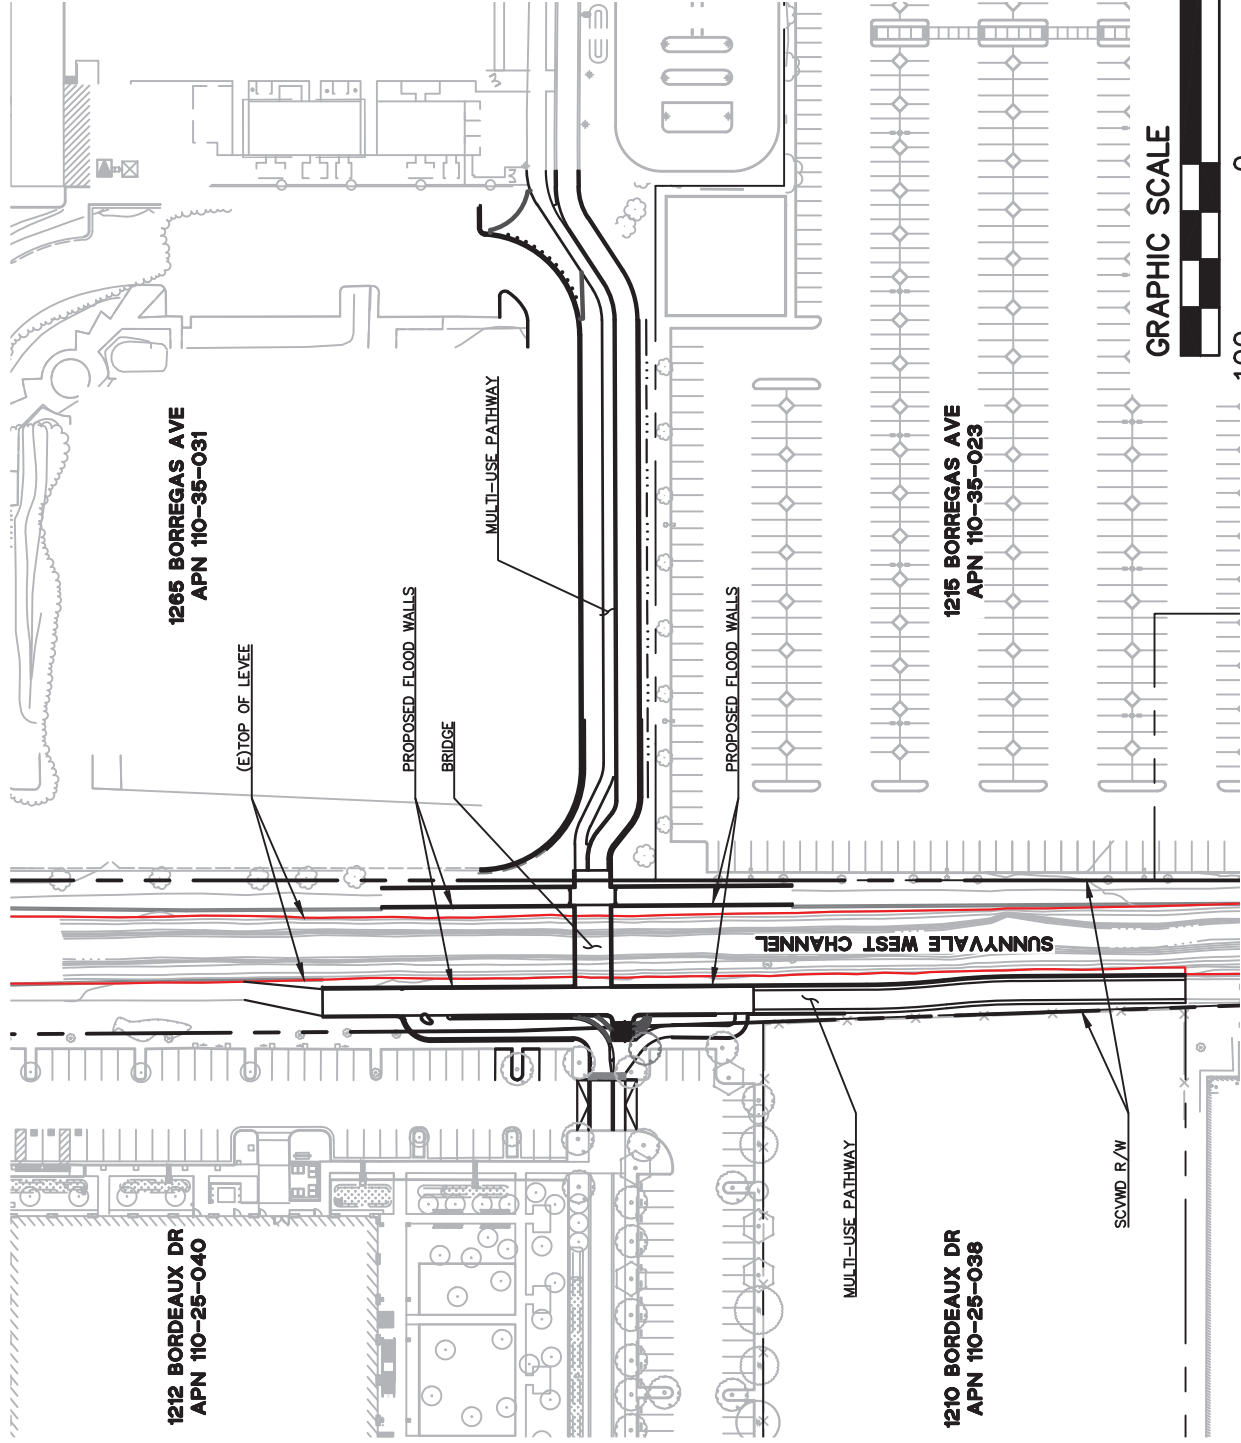 1265 BORREGAS AVE
APN 110-35-031
MULTI-USE PATHWAY
(E)TOP OF LEVEE
PROPOSED FLOOD WALLS
BRIDGE
PROPOSED FLOOD WALLS
1215 BORREGAS AVE
APN 110-35-023
GRAPHIC SCALE
SUNNYVALE WEST CHANNEL
1212 BORDEAUX DR
APN 110-25-040
MULTI-USE PATHWAY
1210 BORDEAUX DR
APN 110-25-038
SCVWD R/W